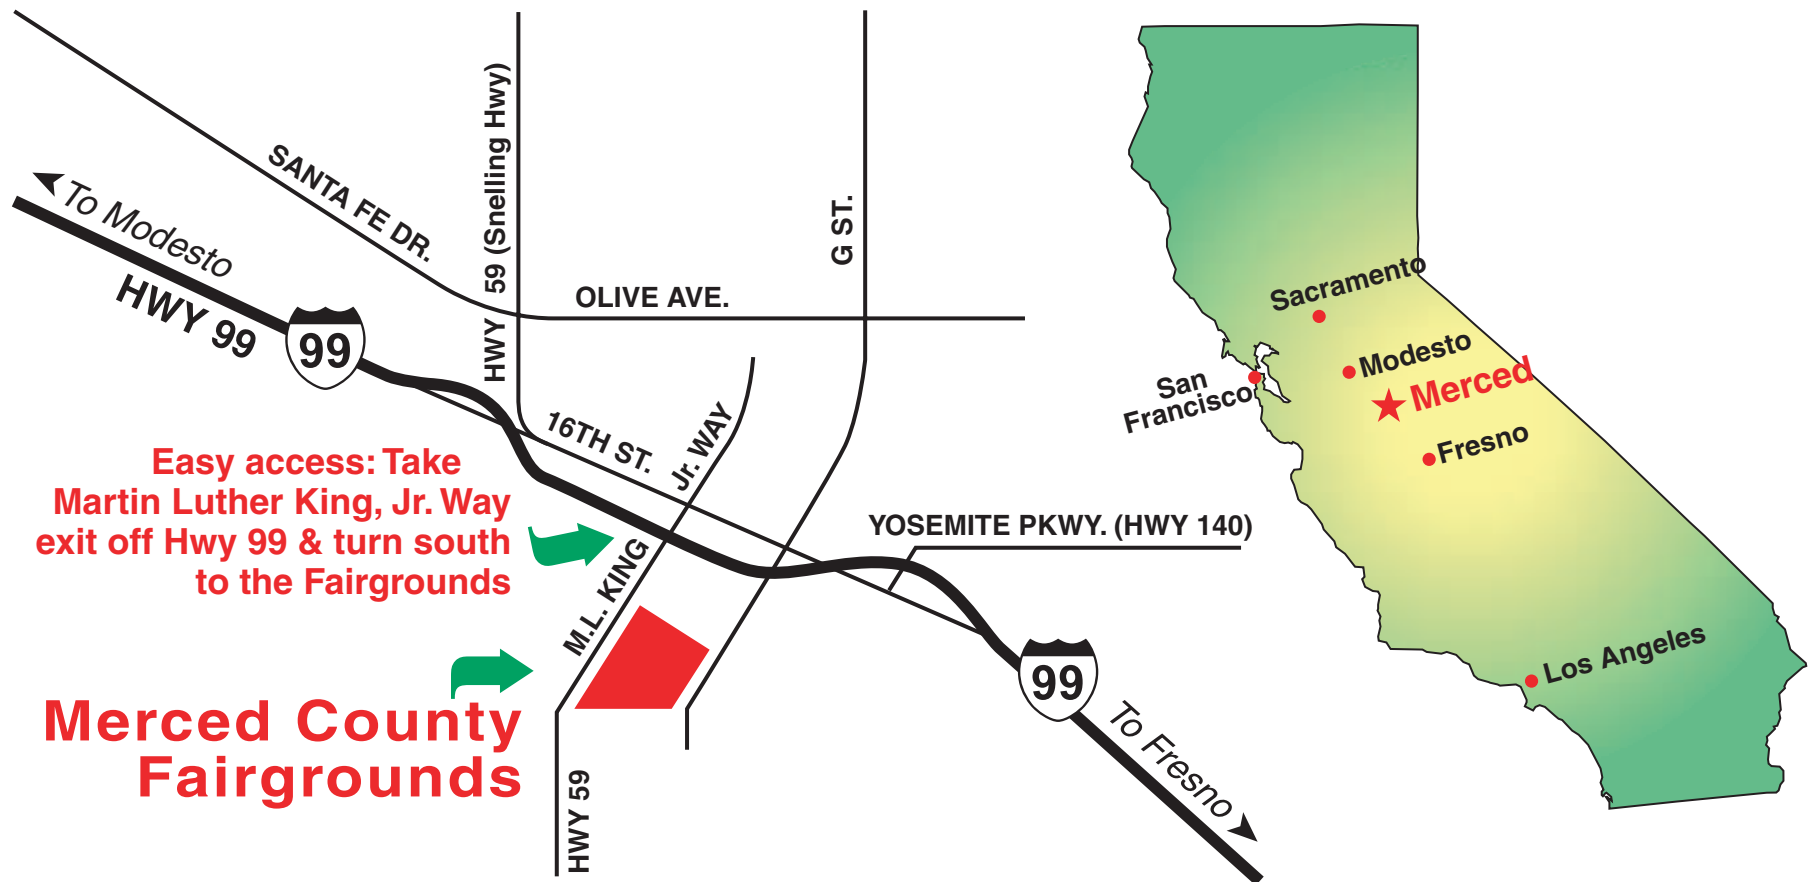 SANTA FE DR.
To Modesto
HWY 99
99
HWY 59 (Snelling Hwy)
OLIVE AVE.
G ST.
16TH ST.
Jr. WAY
M.L. KING
YOSEMITE PKWY. (HWY 140)
Easy access: Take
Martin Luther King, Jr. Way
exit off Hwy 99 & turn south
to the Fairgrounds
Merced County
Fairgrounds
HWY 59
99
To Fresno
Sacramento
Modesto
Merced
San
Francisco
Fresno
Los Angeles